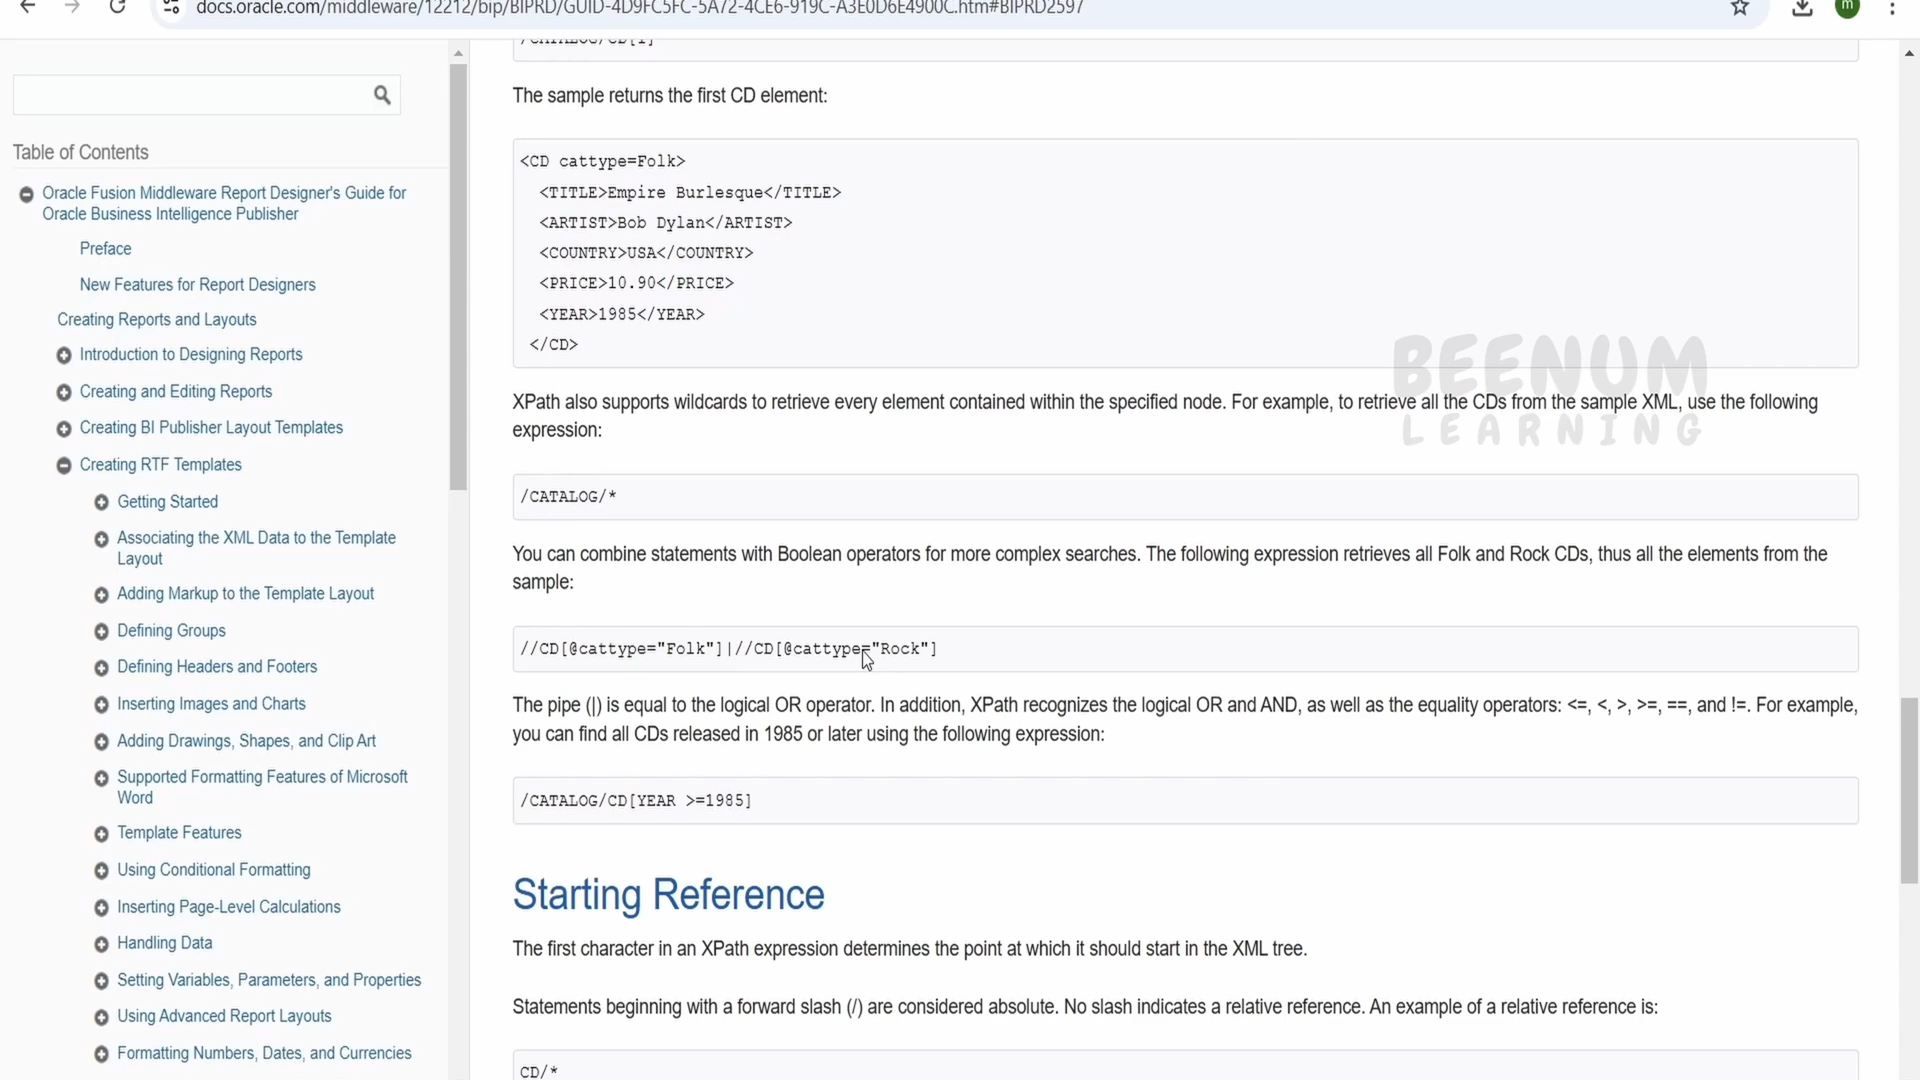 docs.oracle.com/middleware/12212/bip/BIPRD/GUID-4D9FC5FC-5A72-4CE6-919C-A3E0D6E4900C.htm#BIPRD2597
m
Table of Contents
Oracle Fusion Middleware Report Designer's Guide for
Oracle Business Intelligence Publisher
Preface
New Features for Report Designers
Creating Reports and Layouts
Introduction to Designing Reports
Creating and Editing Reports
Creating BI Publisher Layout Templates
Creating RTF Templates
Getting Started
Associating the XML Data to the Template
Layout
Adding Markup to the Template Layout
Defining Groups
Defining Headers and Footers
Inserting Images and Charts
Adding Drawings, Shapes, and Clip Art
Supported Formatting Features of Microsoft
Word
Template Features
Using Conditional Formatting
Inserting Page-Level Calculations
Handling Data
Setting Variables, Parameters, and Properties
Using Advanced Report Layouts
Formatting Numbers, Dates, and Currencies
/CATALOG/CD[1]
The sample returns the first CD element:
<CD cattype=Folk>
<TITLE>Empire Burlesque</TITLE>
<ARTIST>Bob Dylan</ARTIST>
<COUNTRY>USA</COUNTRY>
<PRICE>10.90</PRICE>
<YEAR>1985</YEAR>
</CD>
BEENUM
LEARNING
XPath also supports wildcards to retrieve every element contained within the specified node. For example, to retrieve all the CDs from the sample XML, use the following
expression:
/CATALOG/*
You can combine statements with Boolean operators for more complex searches. The following expression retrieves all Folk and Rock CDs, thus all the elements from the
sample:
//CD[@cattype="Folk"]|//CD[@cattype="Rock"]
The pipe (|) is equal to the logical OR operator. In addition, XPath recognizes the logical OR and AND, as well as the equality operators: <=, <, >, >=, ==, and !=. For example,
you can find all CDs released in 1985 or later using the following expression:
/CATALOG/CD[YEAR >=1985]
Starting Reference
The first character in an XPath expression determines the point at which it should start in the XML tree.
Statements beginning with a forward slash (/) are considered absolute. No slash indicates a relative reference. An example of a relative reference is:
CD/*